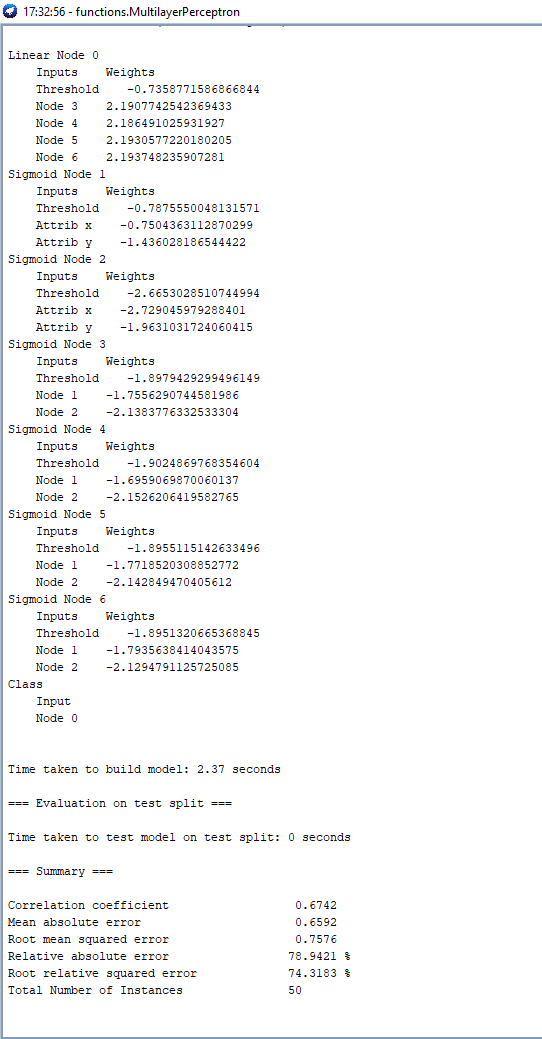 17:32:56 - functions.MultilayerPerceptron
Linear Node 0
Inputs Weights
Threshold -0.7358771586866844
Node 3 2.1907742542369433
Node 4 2.186491025931927
Node 5 2.1930577220180205
Node 6 2.193748235907281
Sigmoid Node 1
Inputs Weights
Threshold -0.7875550048131571
Attrib x -0.7504363112870299
Attrib y -1.436028186544422
Sigmoid Node 2
Inputs Weights
Threshold -2.6653028510744994
Attrib x -2.729045979288401
Attrib y -1.9631031724060415
Sigmoid Node 3
Inputs Weights
Threshold -1.8979429299496149
Node 1 -1.7556290744581986
Node 2 -2.1383776332533304
Sigmoid Node 4
Inputs Weights
Threshold -1.9024869768354604
Node 1 -1.6959069870060137
Node 2 -2.1526206419582765
Sigmoid Node 5
Inputs Weights
Threshold -1.8955115142633496
Node 1 -1.7718520308852772
Node 2 -2.142849470405612
Sigmoid Node 6
Inputs Weights
Threshold -1.8951320665368845
Node 1 -1.7935638414043575
Node 2 -2.1294791125725085
Class
Input
Node 0
Time taken to build model: 2.37 seconds
=== Evaluation on test split ===
Time taken to test model on test split: 0 seconds
=== Summary ===
Correlation coefficient 0.6742
Mean absolute error 0.6592
Root mean squared error 0.7576
Relative absolute error 78.9421 %
Root relative squared error 74.3183 %
Total Number of Instances 50